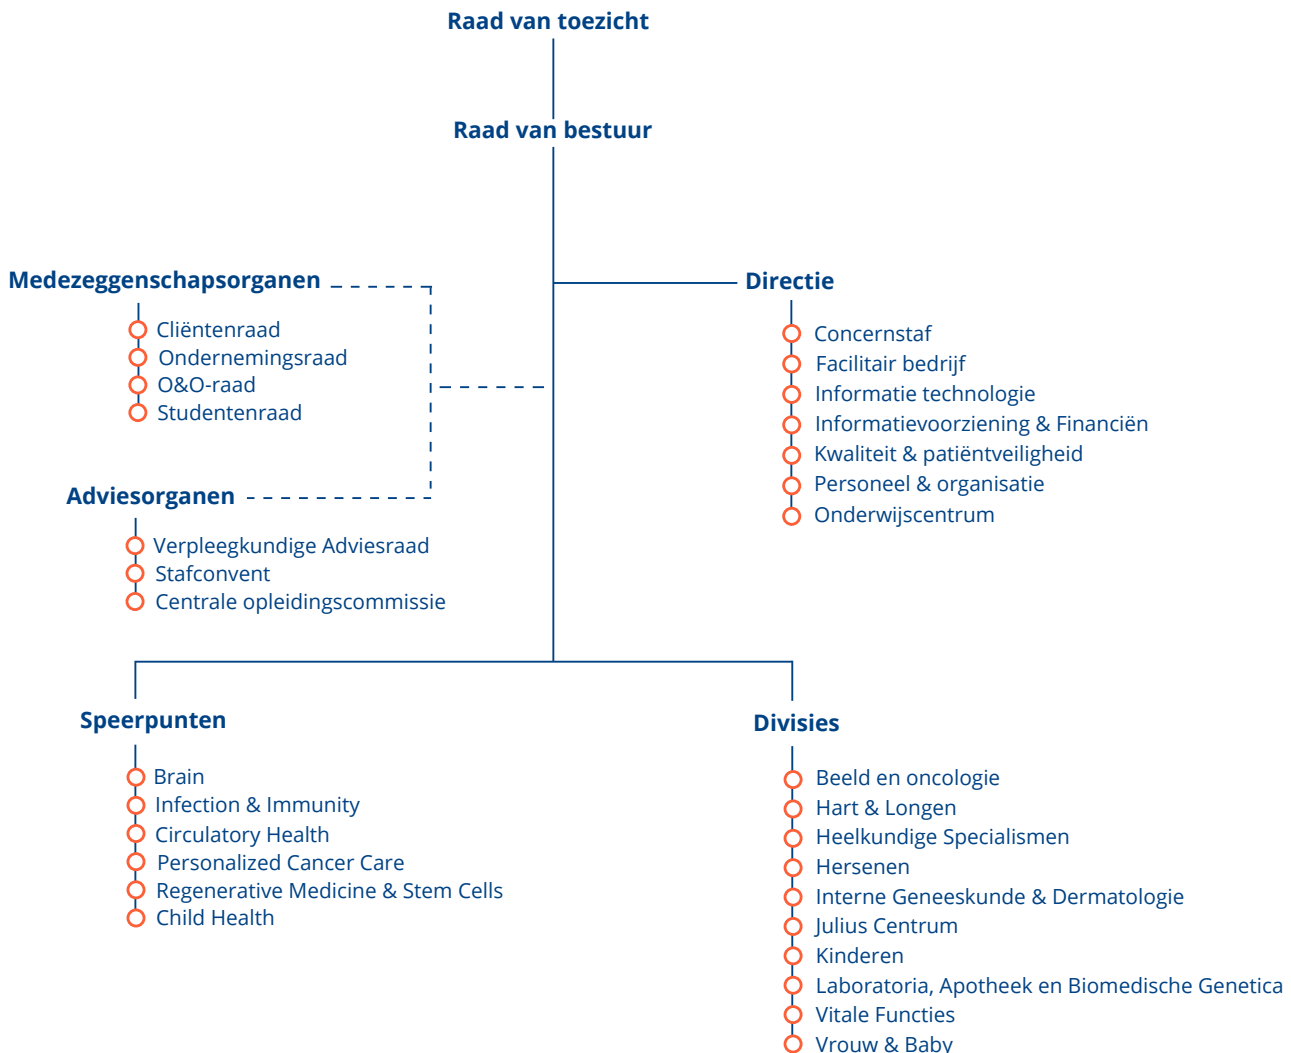 Raad van toezicht
Raad van bestuur
Medezeggenschapsorganen
Cliëntenraad
Ondernemingsraad
O&O-raad
Studentenraad
Directie
Concernstaf
Facilitair bedrijf
Informatie technologie
Informatievoorziening & Financiën
Kwaliteit & patiëntveiligheid
Personeel & organisatie
Onderwijscentrum
Adviesorganen
Verpleegkundige Adviesraad
Stafconvent
Centrale opleidingscommissie
Speerpunten
Brain
Infection & Immunity
Circulatory Health
Personalized Cancer Care
Regenerative Medicine & Stem Cells
Child Health
Divisies
Beeld en oncologie
Hart & Longen
Heelkundige Specialismen
Hersenen
Interne Geneeskunde & Dermatologie
Julius Centrum
Kinderen
Laboratoria, Apotheek en Biomedische Genetica
Vitale Functies
Vrouw & Baby